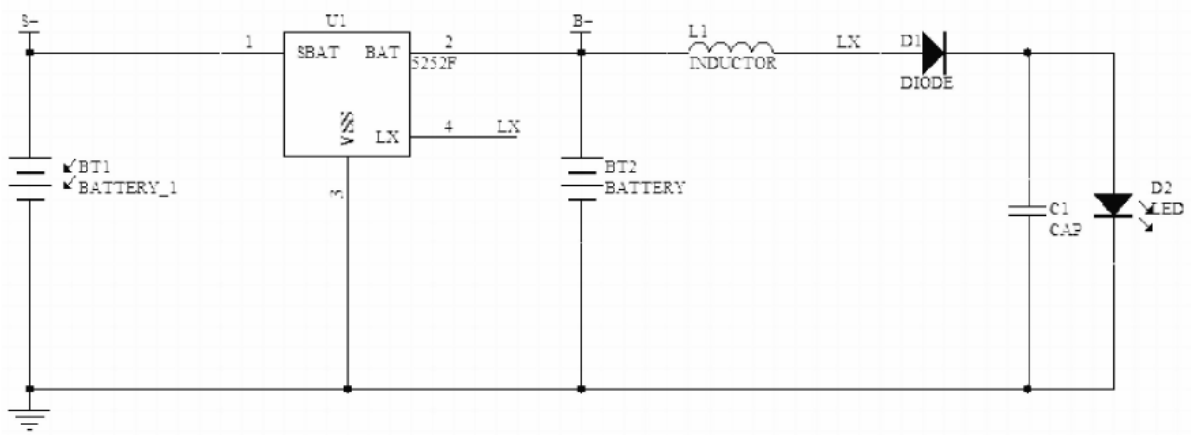 S-
U1
B-
1
SBAT
BAT
2
5252F
L1
INDUCTOR
LX
D1
DIODE
VSS
LX
4
LX
3
BT1
BATTERY_1
BT2
BATTERY
C1
CAP
D2
LED